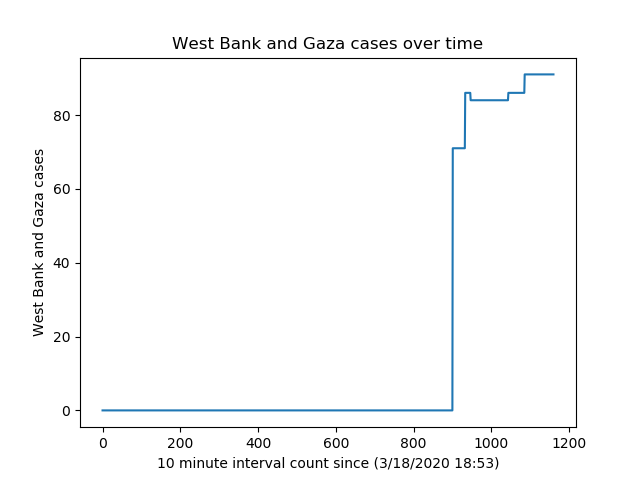 West Bank and Gaza cases over time
West Bank and Gaza cases
80
60
40
20
0
0 200 400 600 800 1000 1200
10 minute interval count since (3/18/2020 18:53)